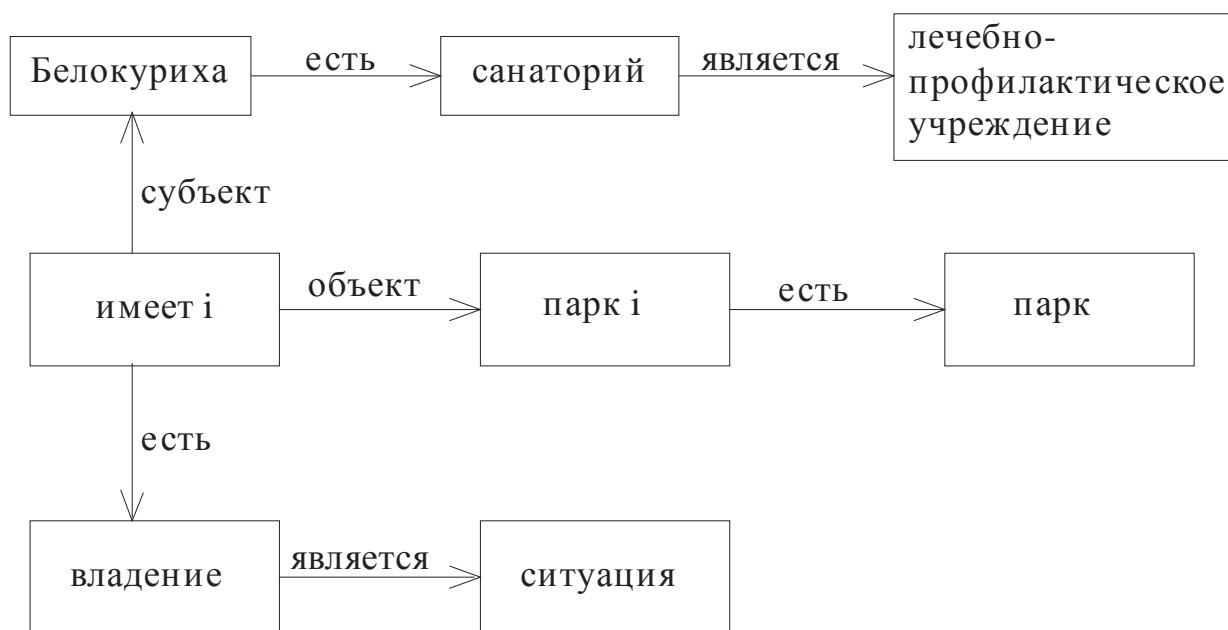 Белокуриха
есть
санаторий
является
лечебно-
профилактическое
учреждение
субъект
имеет i
объект
парк i
есть
парк
есть
владение
является
ситуация